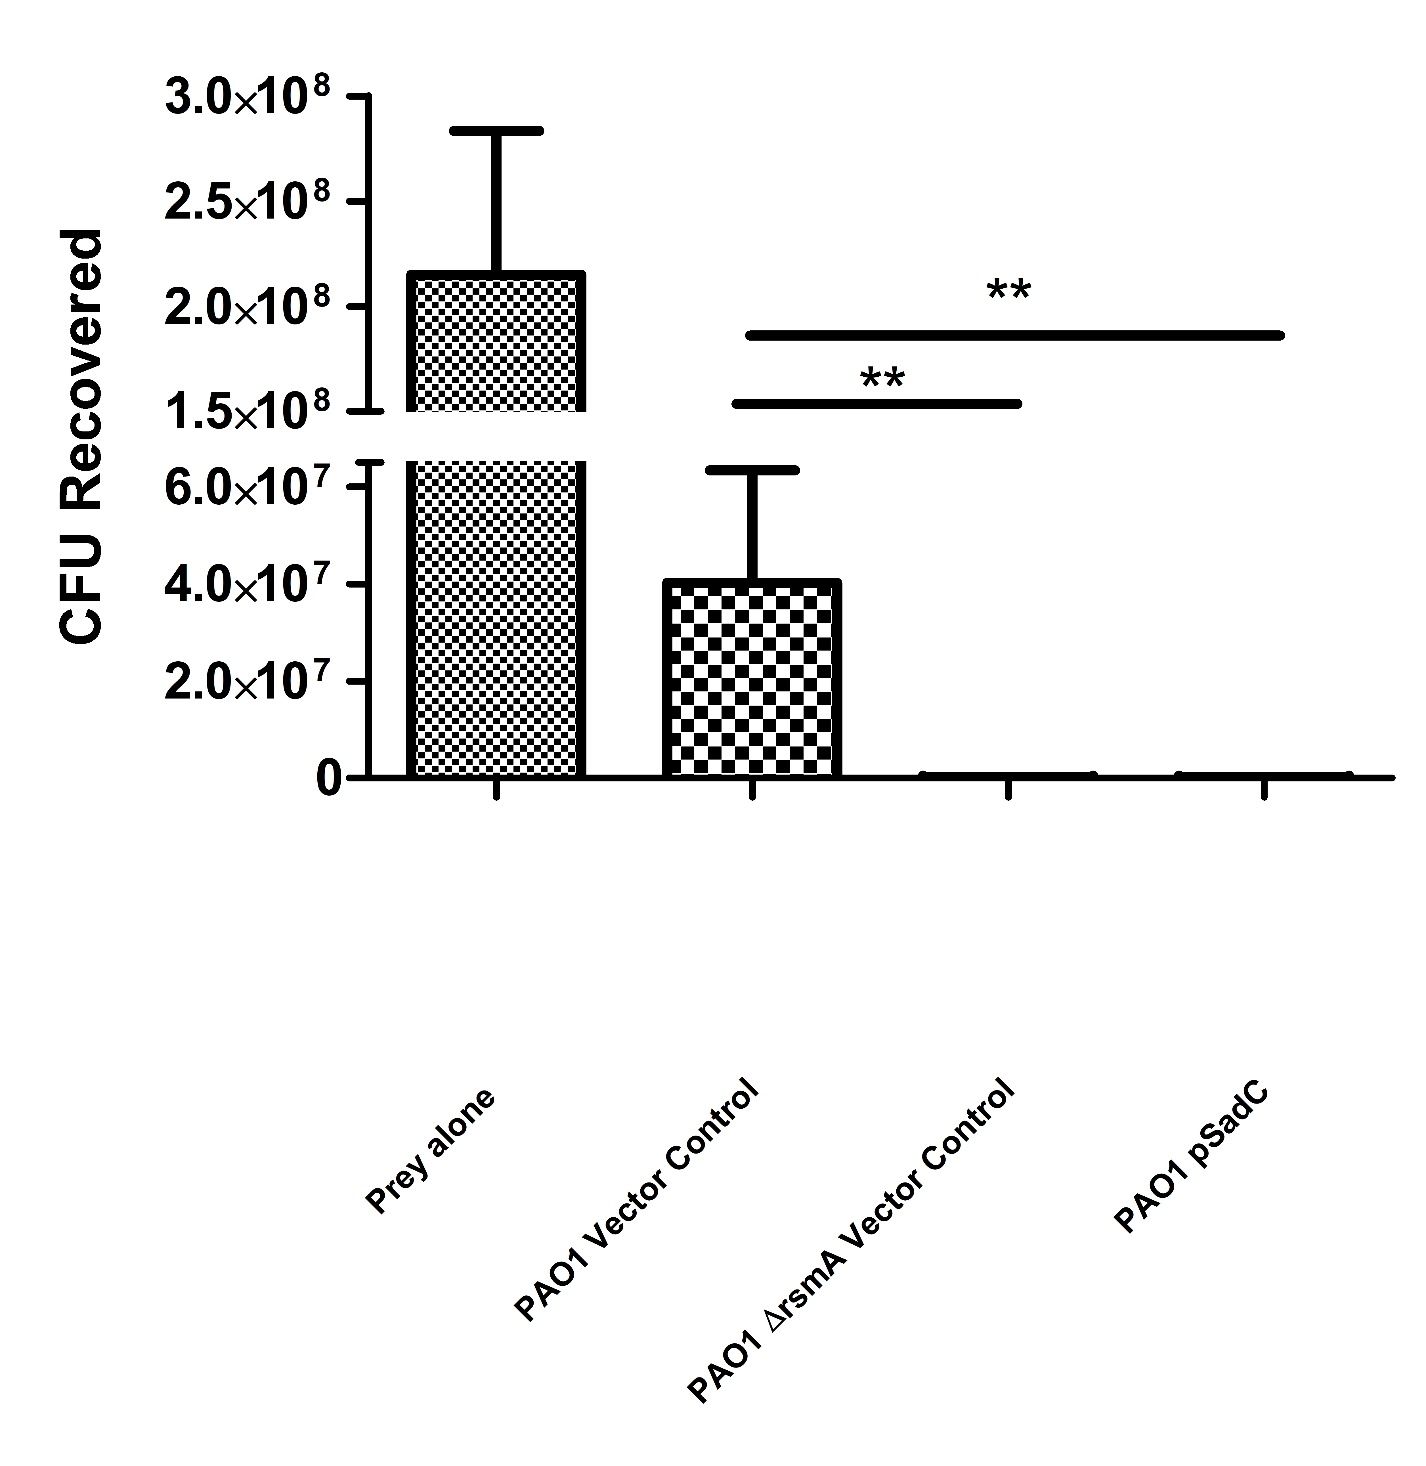 CFU Recovered
3.0×10⁸
2.5×10⁸
2.0×10⁸
1.5×10⁸
6.0×10⁷
4.0×10⁷
2.0×10⁷
0
**
**
Prey alone
PAO1 Vector Control
PAO1 ΔrsmA Vector Control
PAO1 pSadC